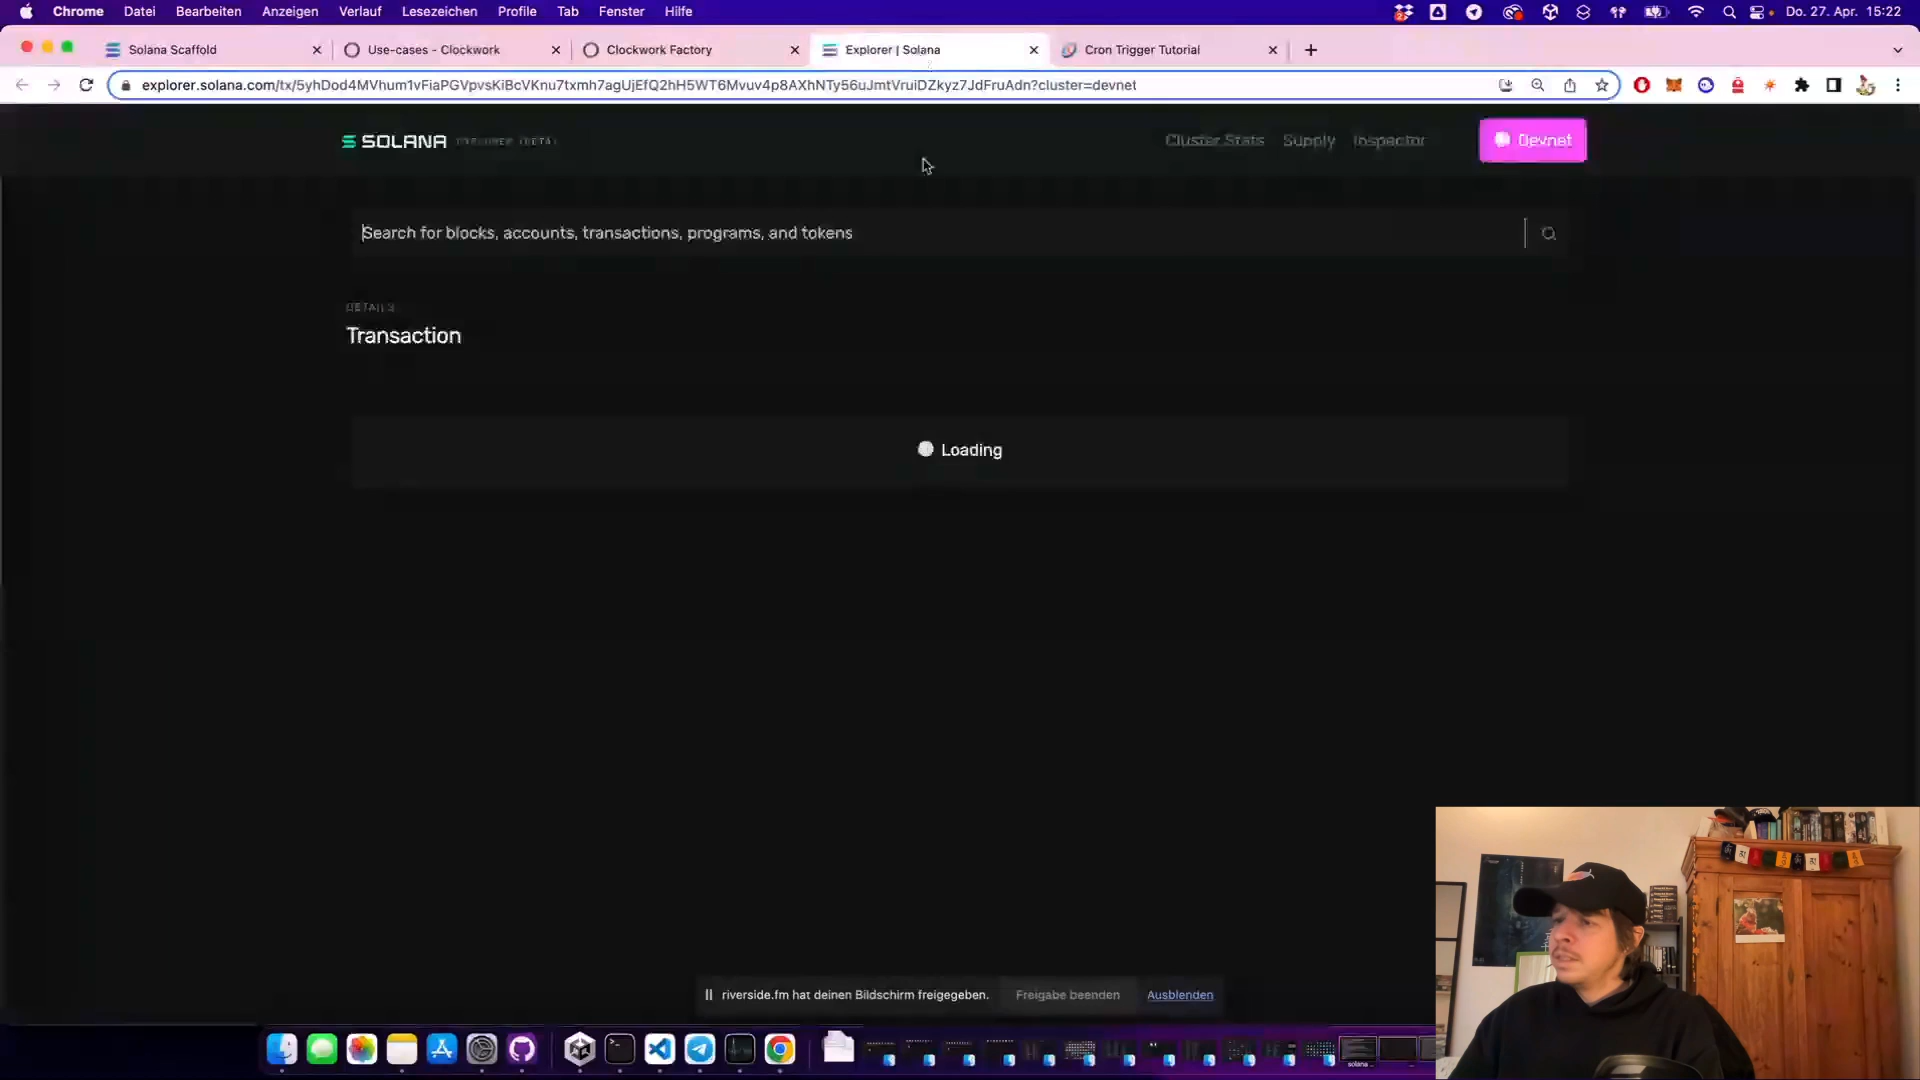 Chrome Datei Bearbeiten Anzeigen Verlauf Lesezeichen Profile Tab Fenster Hilfe Do. 27. Apr. 15:22
Solana Scaffold Use-cases - Clockwork Clockwork Factory Explorer | Solana Cron Trigger Tutorial
explorer.solana.com/tx/5yhDod4MVhum1vFiaPGVpvsKiBcVKnu7txmh7agUjEfQ2hH5WT6Mvuv4p8AXhNTy56uJmtVruiDZkyz7JdFruAdn?cluster=devnet
SOLANA EXPLORER (BETA) Cluster Stats Supply Inspector Devnet
Search for blocks, accounts, transactions, programs, and tokens
DETAILS
Transaction
Loading
riverside.fm hat deinen Bildschirm freigegeben. Freigabe beenden Ausblenden
solana